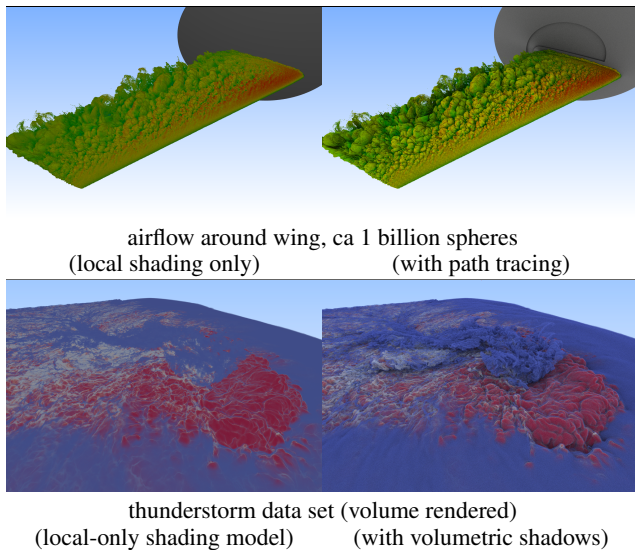 airflow around wing, ca 1 billion spheres
(local shading only) (with path tracing)
thunderstorm data set (volume rendered)
(local-only shading model) (with volumetric shadows)